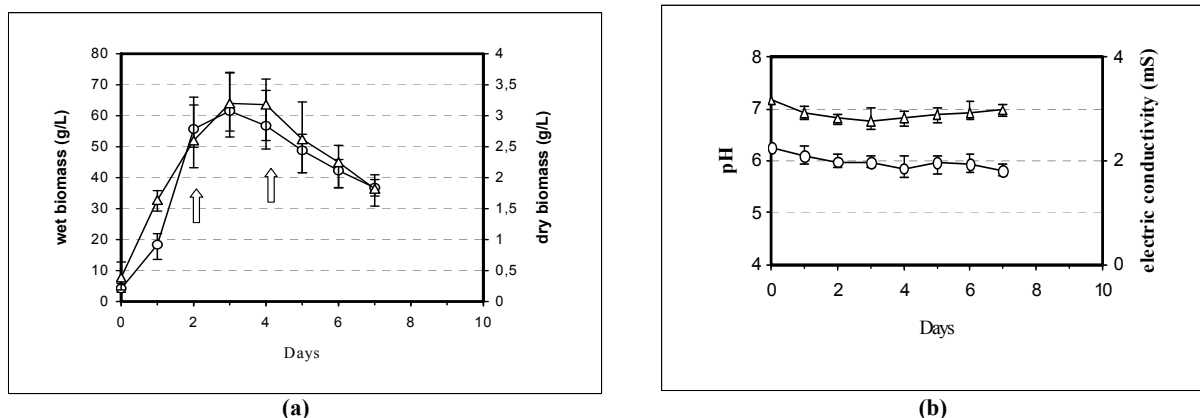 wet biomass (g/L)
80
70
60
50
40
30
20
10
0
4
3,5
3
2,5
2
1,5
1
0,5
0
dry biomass (g/L)
0 2 4 6 8 10
Days
(a)
pH
8
7
6
5
4
4
2
0
electric conductivity (mS)
0 2 4 6 8 10
Days
(b)